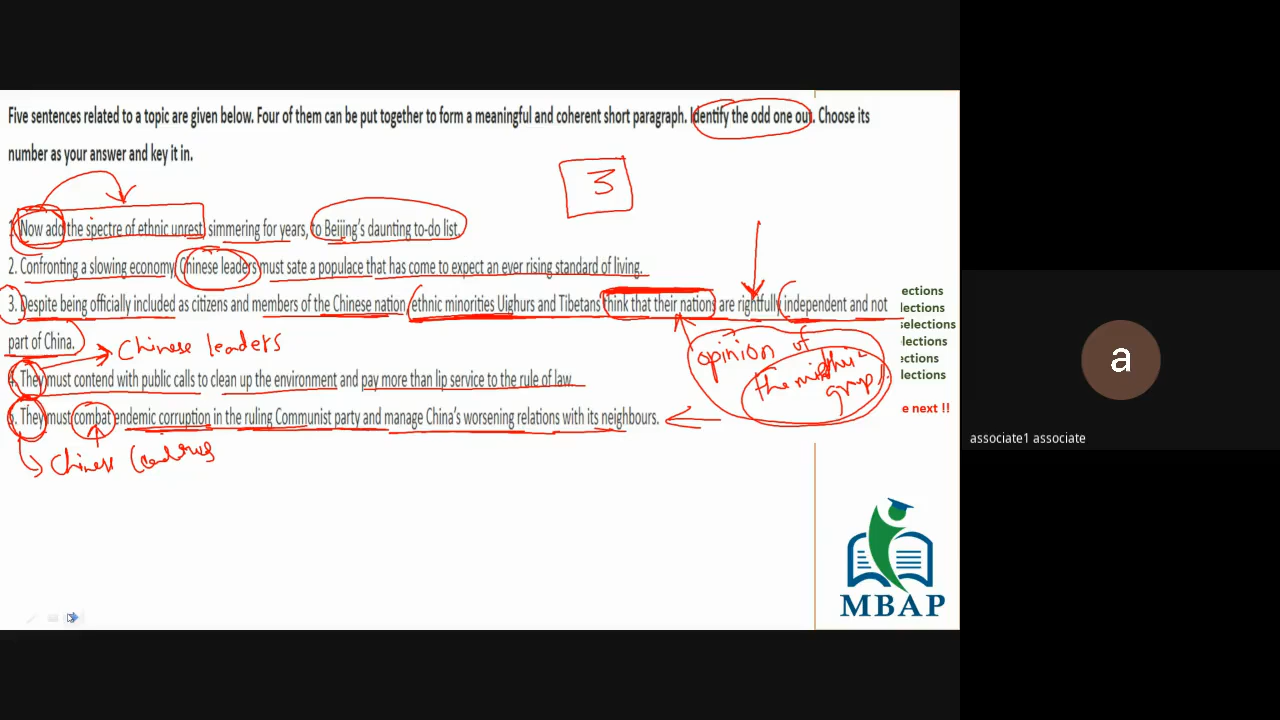 Five sentences related to a topic are given below. Four of them can be put together to form a meaningful and coherent short paragraph. Identify the odd one out. Choose its
number as your answer and key it in.
3
1. Now add the spectre of ethnic unrest, simmering for years, to Beijing's daunting to-do list.
2. Confronting a slowing economy, Chinese leaders must sate a populace that has come to expect an ever rising standard of living.
3. Despite being officially included as citizens and members of the Chinese nation, ethnic minorities Uighurs and Tibetans think that their nations are rightfully independent and not
part of China.
Chinese leaders
opinion of
the
group
4. They must contend with public calls to clean up the environment and pay more than lip service to the rule of law.
5. They must combat endemic corruption in the ruling Communist party and manage China's worsening relations with its neighbours.
Chinese leaders
ections
lections
selections
ections
lections
e next !!
MBAP
a
associate1 associate